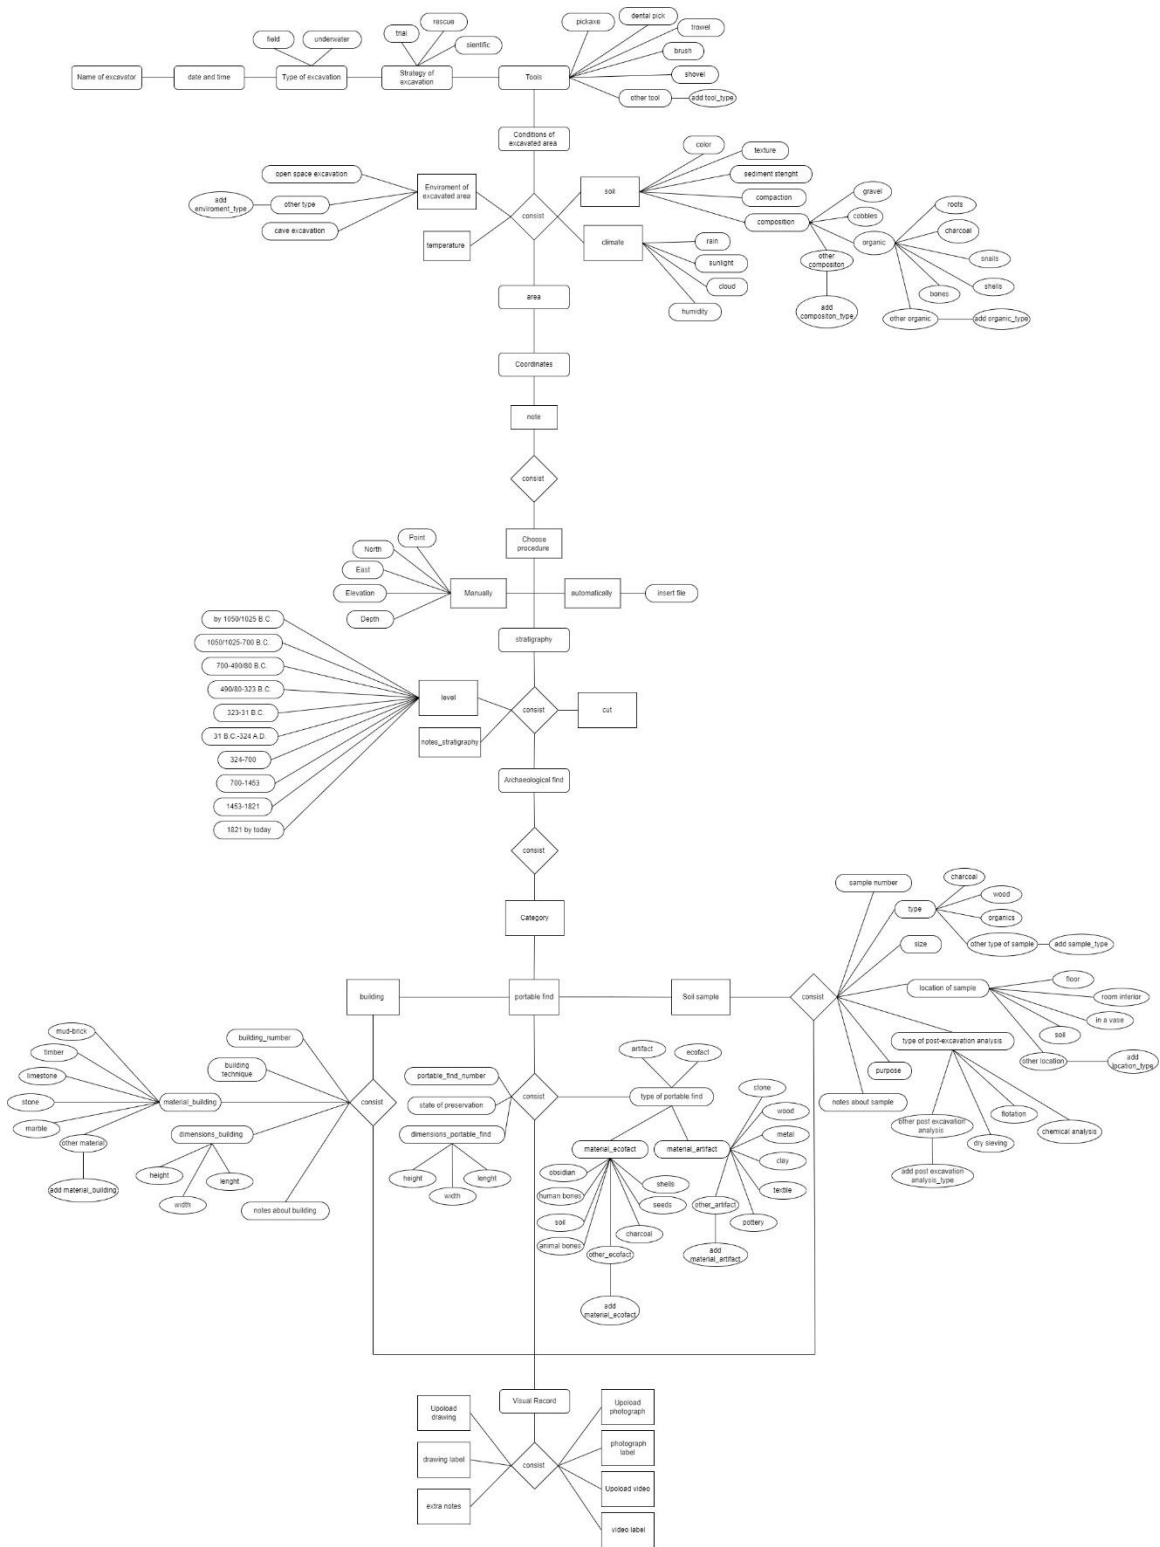 pickaxe
dental pick
trowel
brush
shovel
other tool
add tool_type
rescue
trial
sientific
field
underwater
Name of excavator
date and time
Type of excavation
Strategy of
excavation
Tools
Conditions of
excavated area
open space excavation
add
enviroment_type
other type
cave excavation
Enviroment of
excavated area
temperature
consist
soil
climate
color
texture
sediment stenght
compaction
composition
gravel
cobbles
organic
other
compositon
add
compositon_type
roots
charcoal
snails
shells
bones
other organic
add organic_type
rain
sunlight
cloud
humidity
area
Coordinates
note
consist
Choose
procedure
Point
North
East
Elevation
Depth
Manually
automatically
insert file
stratigraphy
by 1050/1025 B.C.
1050/1025-700 B.C.
700-490/80 B.C.
490/80-323 B.C.
323-31 B.C.
31 B.C.-324 A.D.
324-700
700-1453
1453-1821
1821 by today
level
notes_stratigraphy
consist
cut
Archaeological find
consist
Category
building
portable find
Soil sample
consist
sample number
type
charcoal
wood
organics
other type of sample
add sample_type
size
location of sample
floor
room interior
in a vase
soil
other location
add
location_type
type of post-excavation analysis
other post excavation
analysis
add post excavation
analysis_type
dry sieving
flotation
chemical analysis
purpose
notes about sample
mud-brick
timber
limestone
stone
marble
other material
add material_building
material_building
building_number
building
technique
dimensions_building
height
width
lenght
notes about building
consist
portable_find_number
state of preservation
dimensions_portable_find
height
width
lenght
consist
artifact
ecofact
type of portable find
material_ecofact
material_artifact
obsidian
human bones
soil
animal bones
other_ecofact
add
material_ecofact
charcoal
seeds
shells
stone
wood
metal
clay
textile
pottery
other_artifact
add
material_artifact
Visual Record
Upoload
drawing
drawing label
extra notes
consist
Upoload
photograph
photograph
label
Upoload video
video label